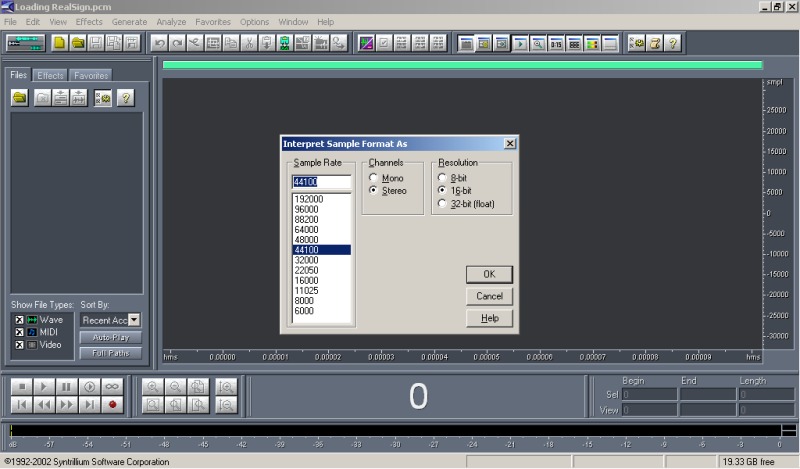 Loading RealSign.pcm
File Edit View Effects Generate Analyze Favorites Options Window Help
Files Effects Favorites
smpl
25000
20000
15000
10000
5000
0
-5000
-10000
-15000
-20000
-25000
-30000
Interpret Sample Format As
Sample Rate Channels Resolution
44100
192000
96000
88200
64000
48000
44100
32000
22050
16000
11025
8000
6000
Mono
Stereo
8-bit
16-bit
32-bit (float)
OK
Cancel
Help
Show File Types: Sort By:
Wave
MIDI
Video
Recent Acc
Auto-Play
Full Paths
hms 0.00000 0.00001 0.00002 0.00003 0.00004 0.00005 0.00006 0.00007 0.00008 0.00009 hms
0
Begin End Length
Sel 0 0 0
View 0 0 0
dB -57 -54 -51 -48 -45 -42 -39 -36 -33 -30 -27 -24 -21 -18 -15 -12 -9 -6 -3 0
©1992-2002 Syntrillium Software Corporation
19.33 GB free